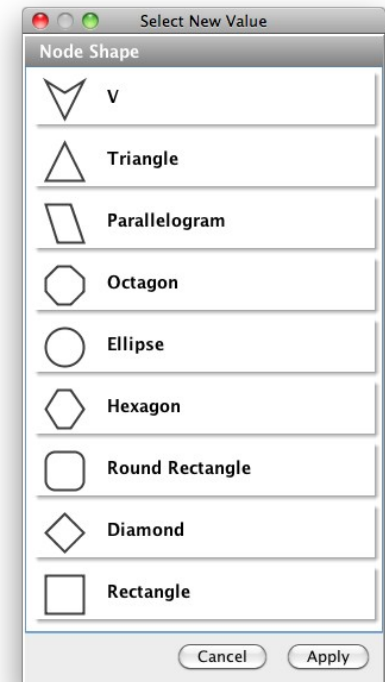 Select New Value
Node Shape
V
Triangle
Parallelogram
Octagon
Ellipse
Hexagon
Round Rectangle
Diamond
Rectangle
Cancel Apply